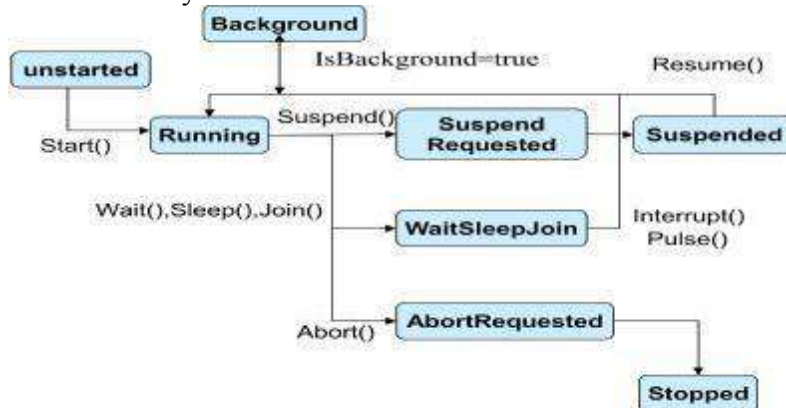 Background
IsBackground=true
Resume()
unstarted
Suspend()
Suspend
Requested
Suspended
Start()
Running
Wait(),Sleep(),Join()
WaitSleepJoin
Interrupt()
Pulse()
Abort()
AbortRequested
Stopped